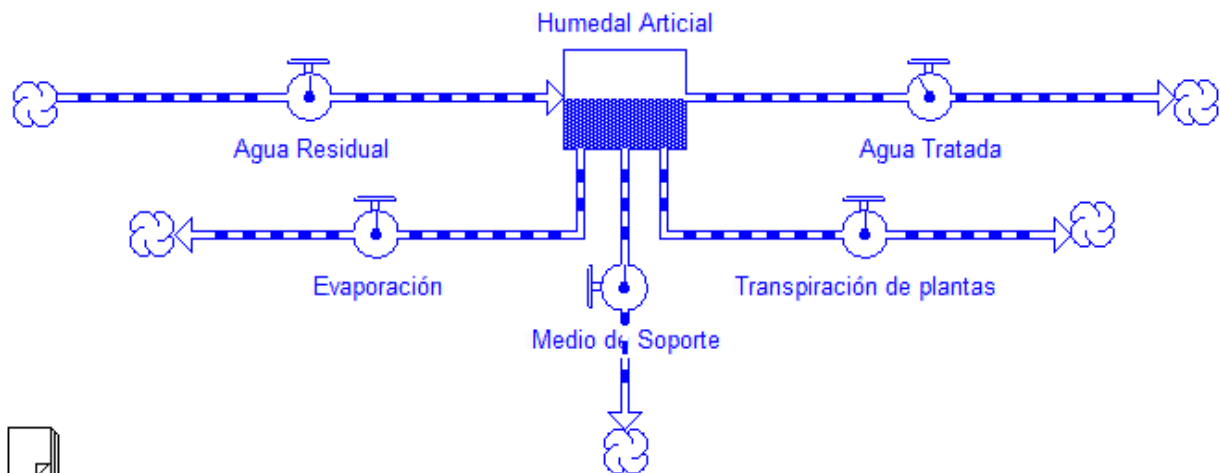 Humedal Articial
Agua Residual
Agua Tratada
Evaporación
Transpiración de plantas
Medio de Soporte